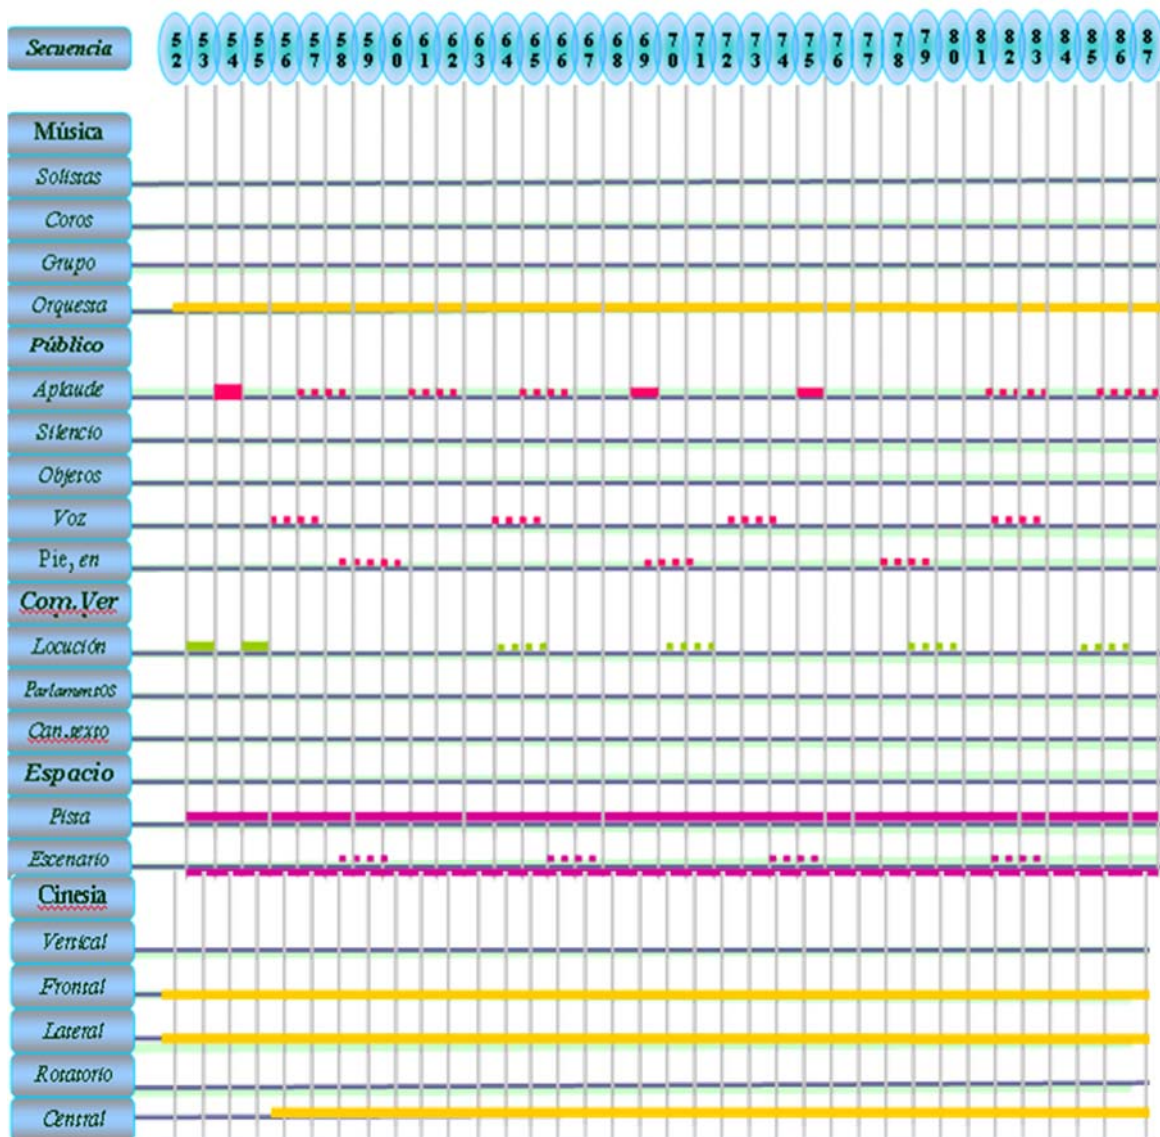 Secuencia 52 53 54 55 56 57 58 59 60 61 62 63 64 65 66 67 68 69 70 71 72 73 74 75 76 77 78 79 80 81 82 83 84 85 86 87
Música
Solistas
Coros
Grupo
Orquesta
Público
Aplaude
Silencio
Objetos
Voz
Pie, en
Com.Ver
Locución
Parlamentos
Can.texto
Espacio
Pista
Escenario
Cinesia
Vertical
Frontal
Lateral
Rotatorio
Central